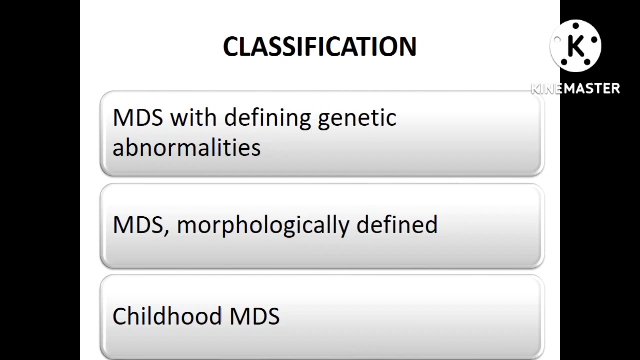 CLASSIFICATION
K
KINEMASTER
MDS with defining genetic
abnormalities
MDS, morphologically defined
Childhood MDS